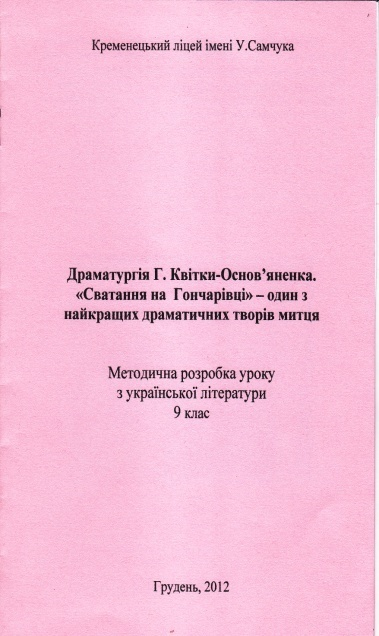 Кременецький ліцей імені У.Самчука
Драматургія Г. Квітки-Основ’яненка.
«Сватання на Гончарівці» – один з
найкращих драматичних творів митця
Методична розробка уроку
з української літератури
9 клас
Грудень, 2012